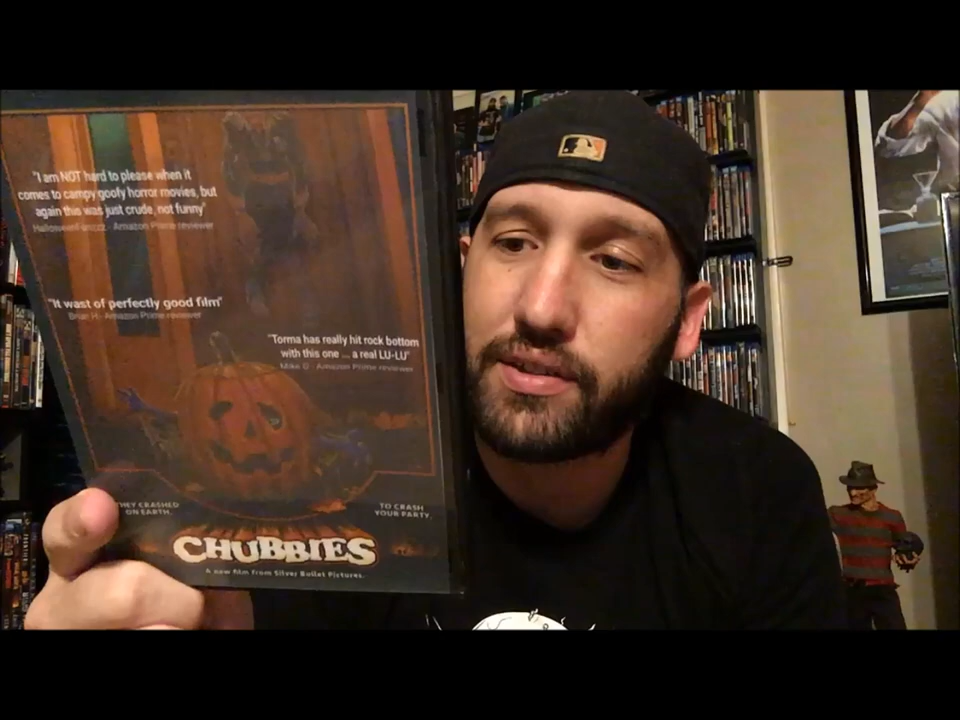 "I am NOT hard to please when it
comes to campy goofy horror movies, but
again this was just crude, not funny"
- Amazon Prime reviewer
"It wast of perfectly good film"
Brian H - Amazon Prime reviewer
"Torma has really hit rock bottom
with this one ... a real LU-LU"
Mike G - Amazon Prime reviewer
THEY CRASHED
ON EARTH.
TO CRASH
YOUR PARTY.
CHUBBIES
A new film from Silver Bullet Pictures.